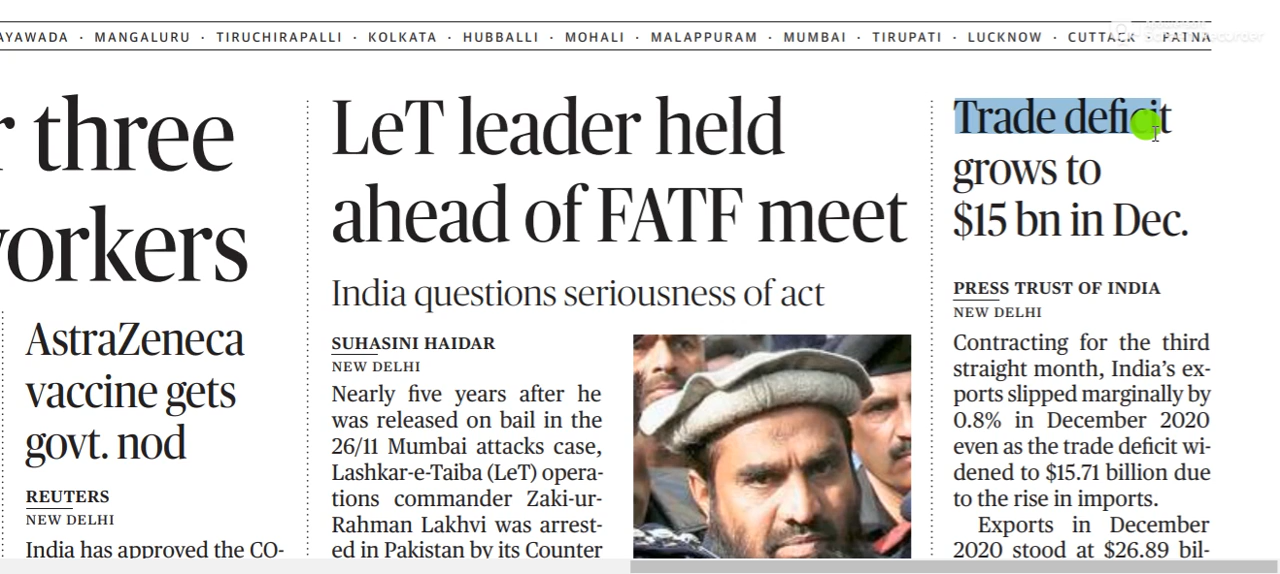 AYAWADA · MANGALURU · TIRUCHIRAPALLI · KOLKATA · HUBBALLI · MOHALI · MALAPPURAM · MUMBAI · TIRUPATI · LUCKNOW · CUTTACK · PATNA
r three
workers
AstraZeneca
vaccine gets
govt. nod
REUTERS
NEW DELHI
India has approved the CO-
LeT leader held
ahead of FATF meet
India questions seriousness of act
SUHASINI HAIDAR
NEW DELHI
Nearly five years after he
was released on bail in the
26/11 Mumbai attacks case,
Lashkar-e-Taiba (LeT) opera-
tions commander Zaki-ur-
Rahman Lakhvi was arrest-
ed in Pakistan by its Counter
Trade deficit
grows to
$15 bn in Dec.
PRESS TRUST OF INDIA
NEW DELHI
Contracting for the third
straight month, India's ex-
ports slipped marginally by
0.8% in December 2020
even as the trade deficit wi-
dened to $15.71 billion due
to the rise in imports.
Exports in December
2020 stood at $26.89 bil-